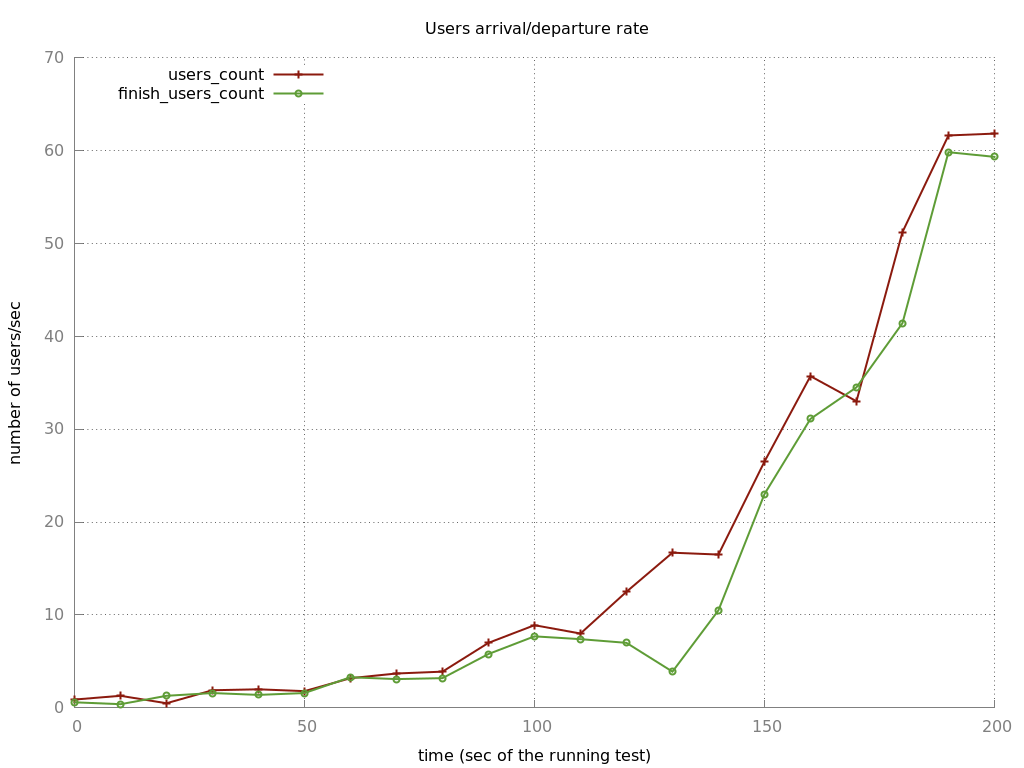 Users arrival/departure rate
70
users_count
finish_users_count
60
50
40
30
20
10
0
number of users/sec
0 50 100 150 200
time (sec of the running test)